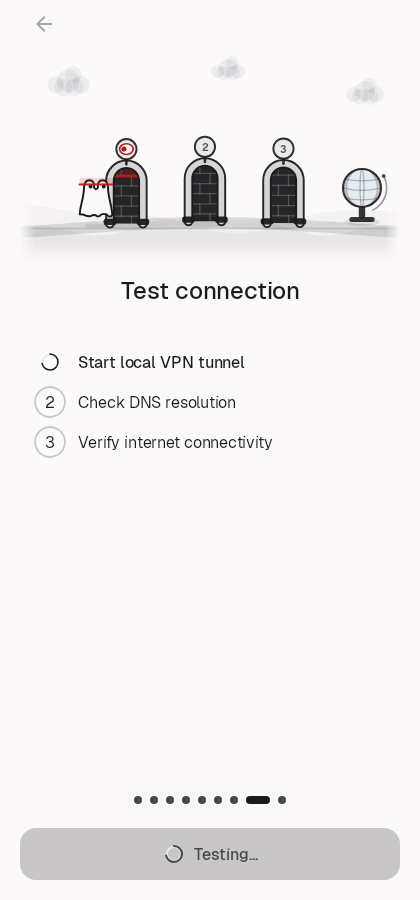 2
3
Test connection
Start local VPN tunnel
2 Check DNS resolution
3 Verify internet connectivity
Testing...